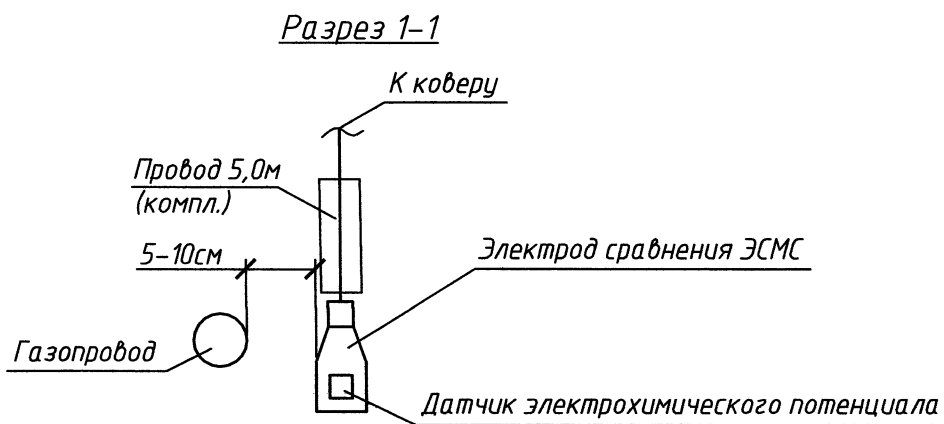 Разрез 1-1
К коверу
Провод 5,0м
(компл.)
5-10см
Электрод сравнения ЭСМС
Газопровод
Датчик электрохимического потенциала